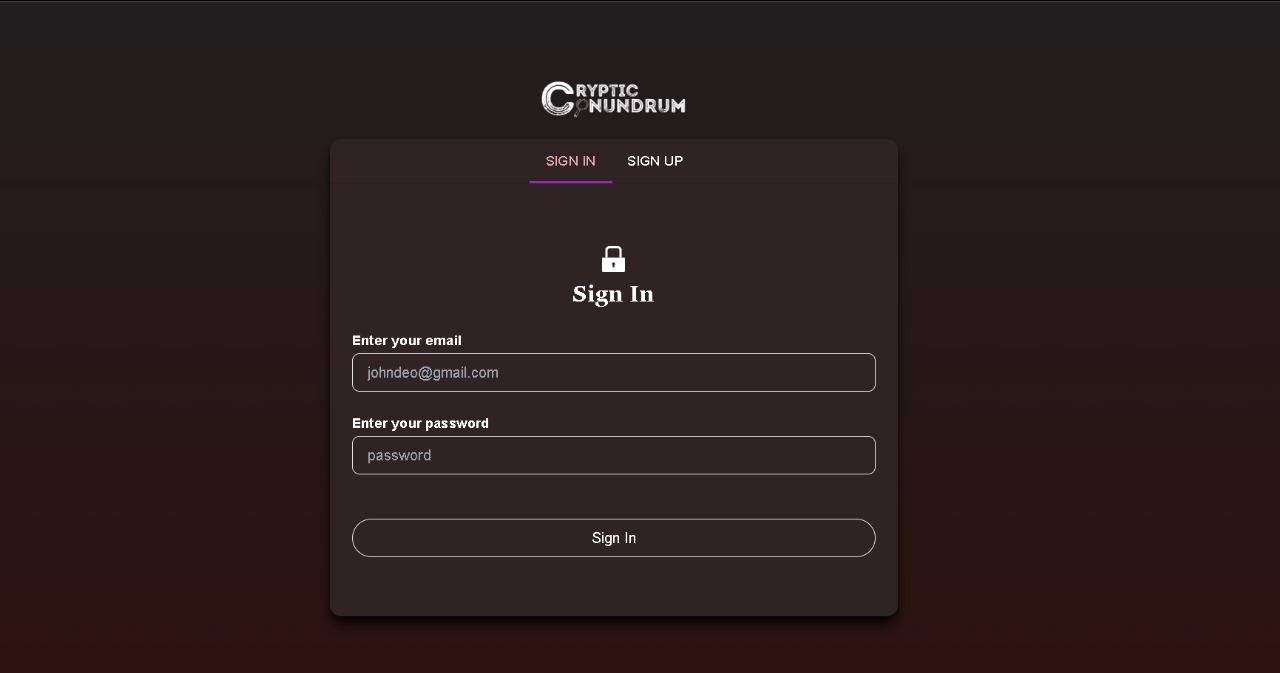 CRYPTIC
CONUNDRUM
SIGN IN
SIGN UP
Sign In
Enter your email
johndeo@gmail.com
Enter your password
password
Sign In